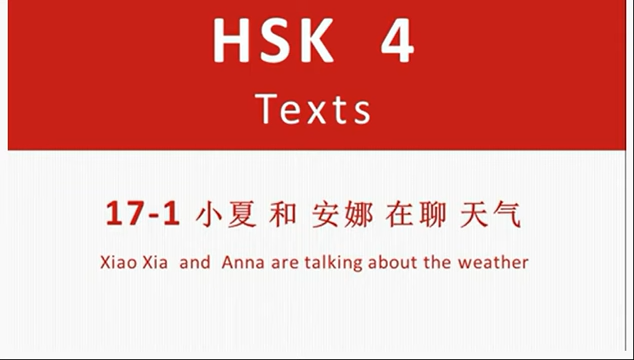 HSK 4
Texts
17-1 小夏 和 安娜 在聊 天气
Xiao Xia and Anna are talking about the weather